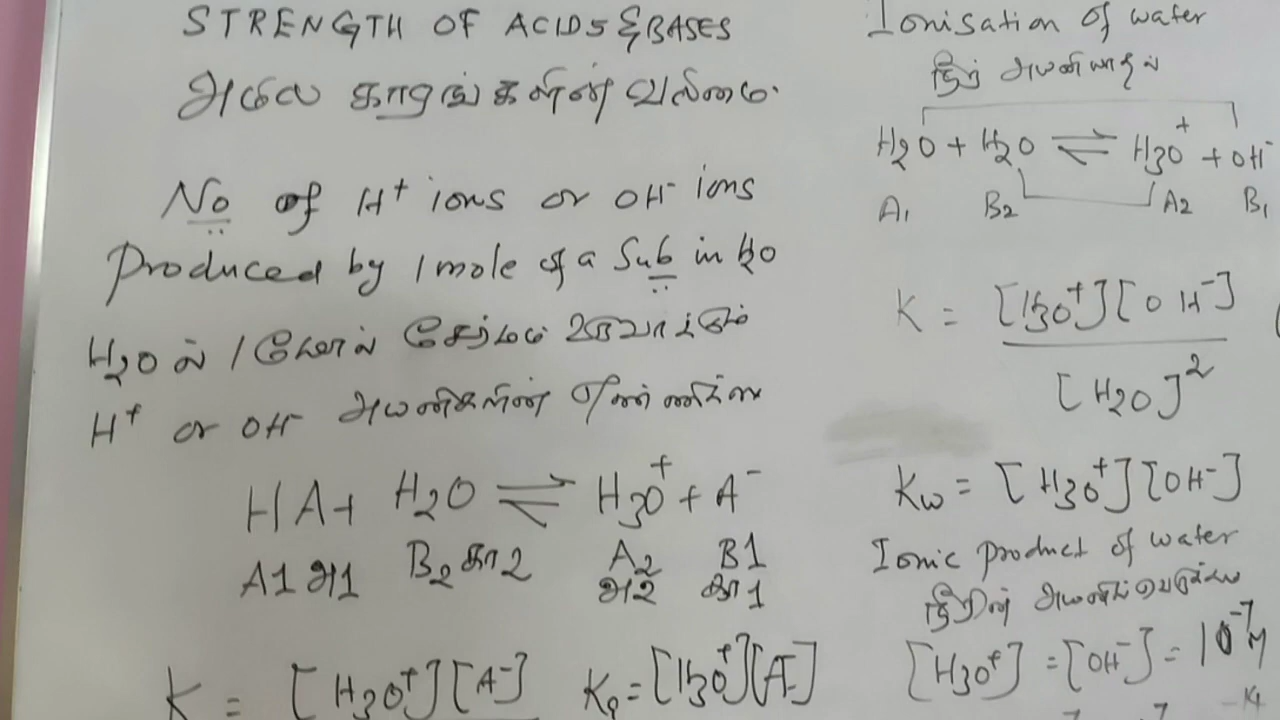 STRENGTH OF ACIDS & BASES
அமில காரங்களின் வலிமை.
No of H+ ions or OH- ions
Produced by 1 mole of a Sub in H2O
H2O ல் 1 மோல் சேர்மம் உருவாக்கும்
H+ or OH- அயனிகளின் எண்ணிக்கை
HA + H2O ⇌ H3O+ + A-
A1 அ1 B2 கா2 A2 B1
அ2 கா1
K = [H3O+][A-] Ka = [H3O+][A-]
Ionisation of water
நீர் அயனியாதல்
H2O + H2O ⇌ H3O+ + OH-
A1 B2 A2 B1
K = [H3O+][OH-]
[H2O]2
Kw = [H3O+][OH-]
Ionic product of water
நீரின் அயனிப்பெருக்கம்
[H3O+] = [OH-] = 10-7 M